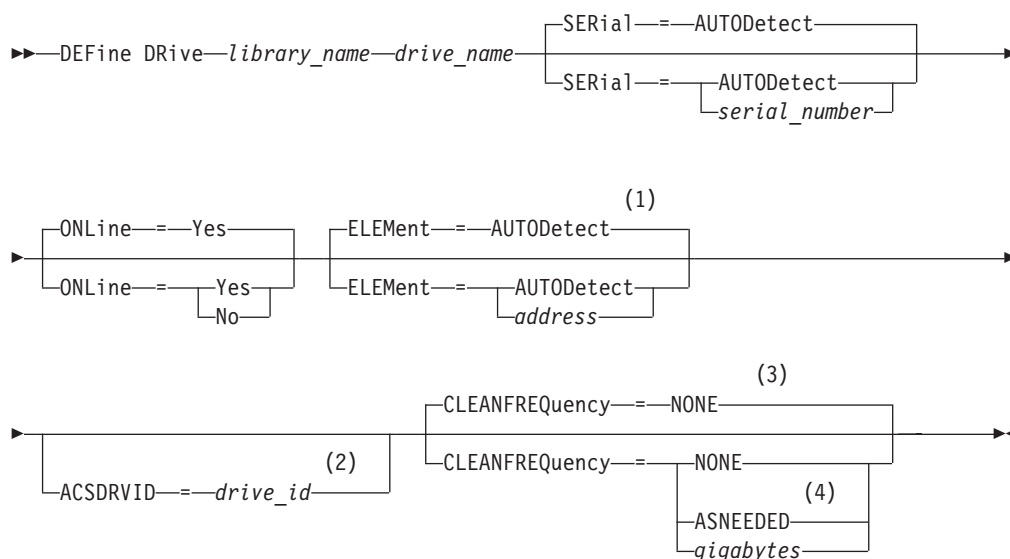 SERial = AUTODetect
DEFine DRive library_name drive_name
SERial = AUTODetect
serial_number
(1)
ONLine = Yes ELEMent = AUTODetect
ONLine = Yes ELEMent = AUTODetect
No address
(3)
CLEANFREQuency = NONE
(2) CLEANFREQuency = NONE
ACSDRVID = drive_id (4)
ASNEEDED
gigabytes